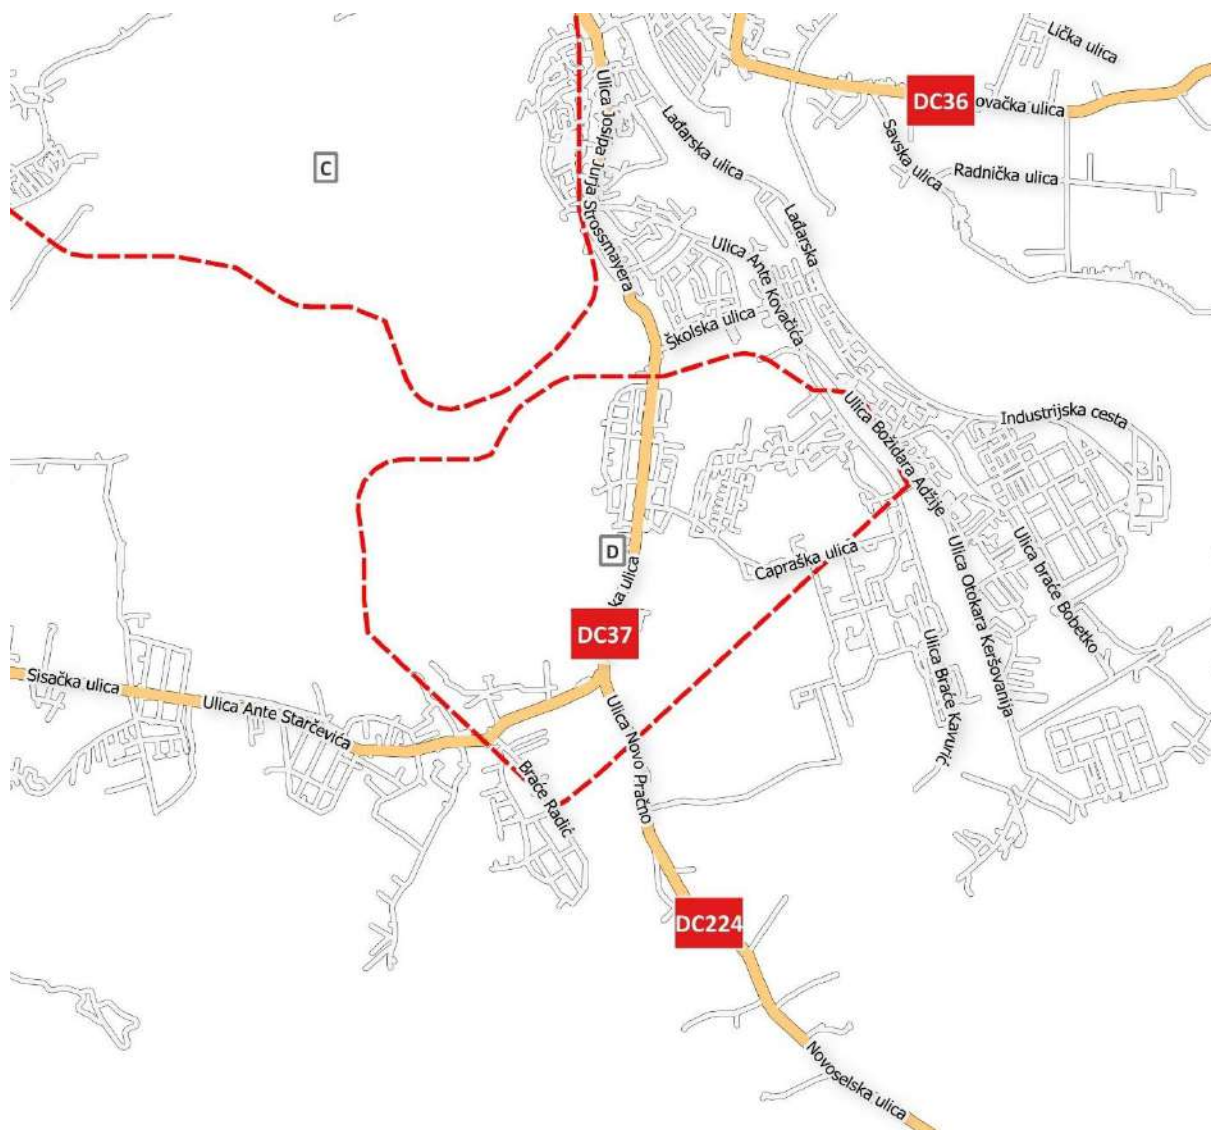 Lička ulica
DC36
ovačka ulica
Ulica Josipa Jurja Strossmayera
Lađarska ulica
Savska ulica
Radnička ulica
C
Lađarska
Ulica Ante Kovačića
Školska ulica
Industrijska cesta
Ulica Božidara Adžije
D
ka ulica
Capraška ulica
Ulica Otokara Keršovanija
Ulica braće Bobetko
DC37
Ulica Braće Kavurić
Sisačka ulica
Ulica Ante Starčevića
Ulica Novo Pračno
Braće Radić
DC224
Novoselska ulica